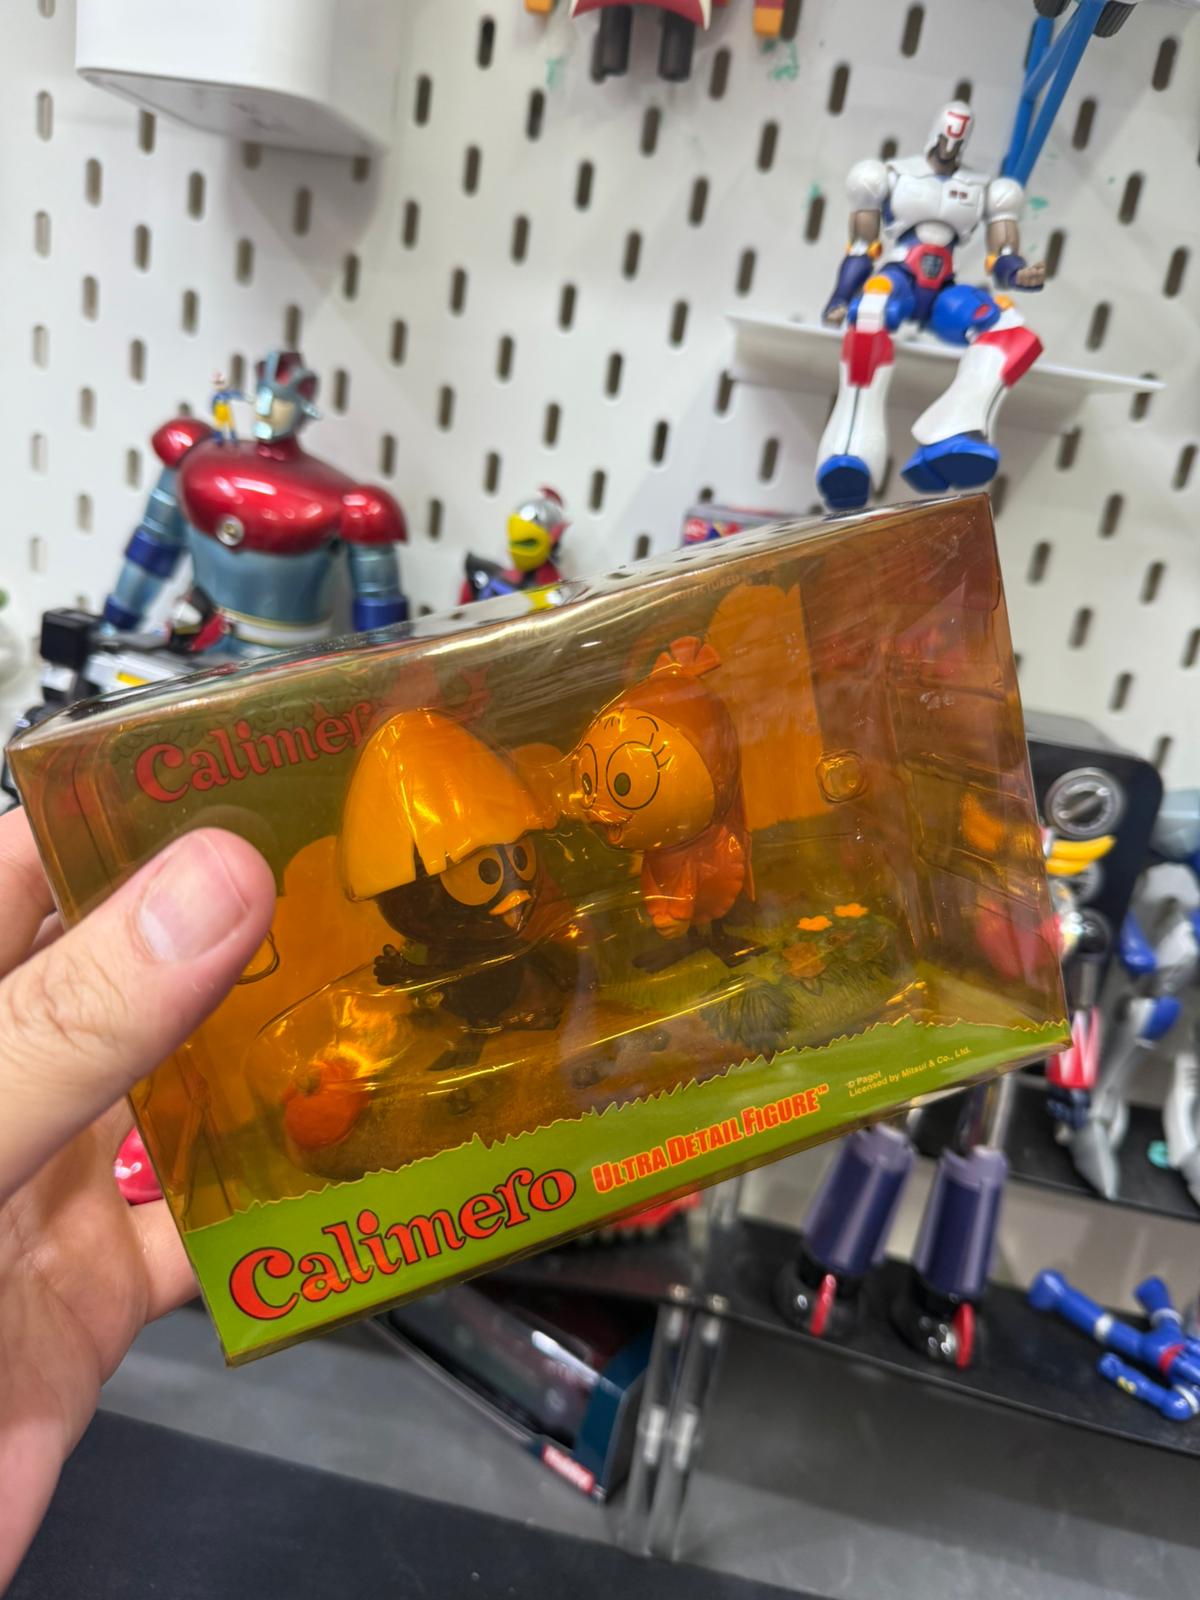 J
Calimero
Calimero
ULTRA DETAIL FIGURE™
© Pagot
Licensed by Mitsui & Co., Ltd.